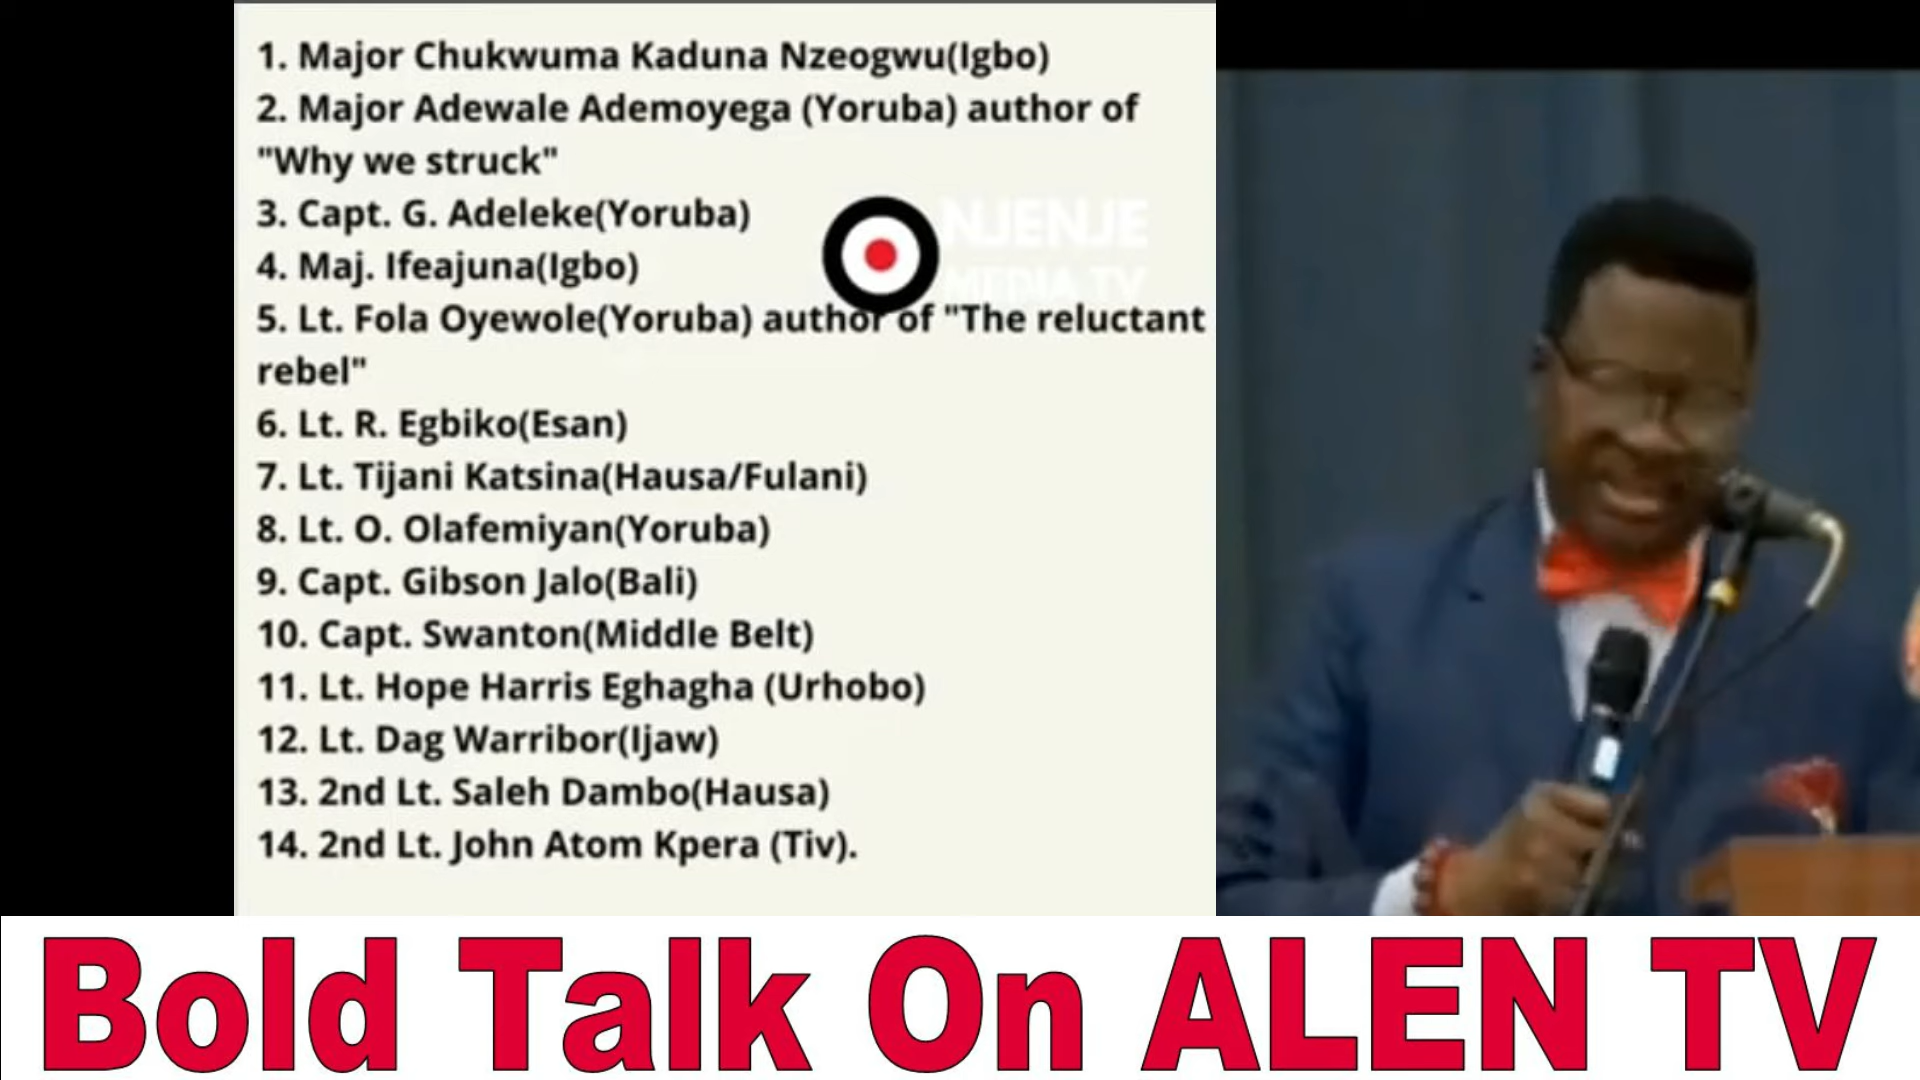 1. Major Chukwuma Kaduna Nzeogwu(Igbo)
2. Major Adewale Ademoyega (Yoruba) author of
"Why we struck"
3. Capt. G. Adeleke(Yoruba)
NJENJE
MEDIA TV
4. Maj. Ifeajuna(Igbo)
5. Lt. Fola Oyewole(Yoruba) author of "The reluctant
rebel"
6. Lt. R. Egbiko(Esan)
7. Lt. Tijani Katsina(Hausa/Fulani)
8. Lt. O. Olafemiyan(Yoruba)
9. Capt. Gibson Jalo(Bali)
10. Capt. Swanton(Middle Belt)
11. Lt. Hope Harris Eghagha (Urhobo)
12. Lt. Dag Warribor(Ijaw)
13. 2nd Lt. Saleh Dambo(Hausa)
14. 2nd Lt. John Atom Kpera (Tiv).
Bold Talk On ALEN TV